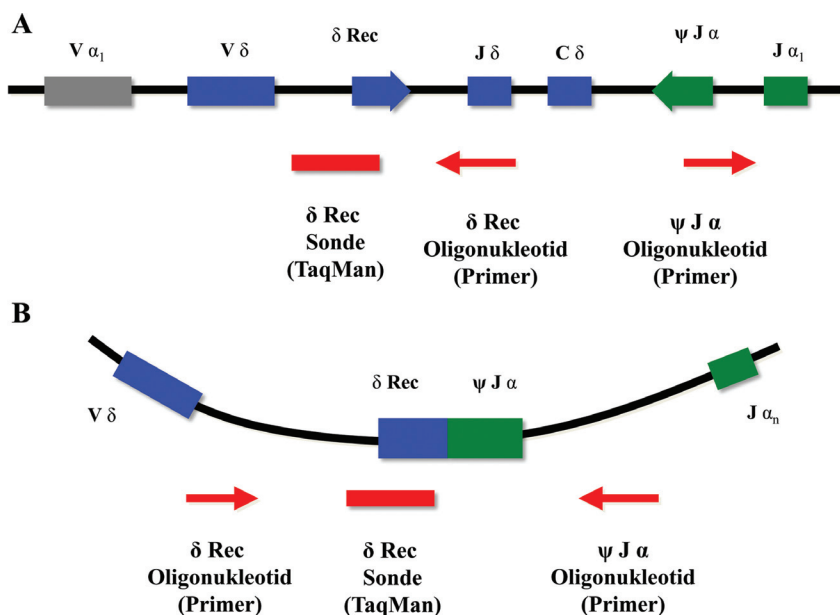 A
V α₁
V δ
δ Rec
J δ
C δ
ψ J α
J α₁
δ Rec
Sonde
(TaqMan)
δ Rec
Oligonukleotid
(Primer)
ψ J α
Oligonukleotid
(Primer)
B
V δ
δ Rec
ψ J α
J αₙ
δ Rec
Oligonukleotid
(Primer)
δ Rec
Sonde
(TaqMan)
ψ J α
Oligonukleotid
(Primer)